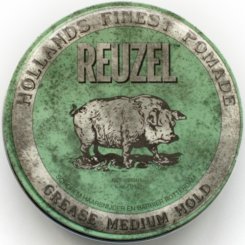 HOLLANDS FINEST POMADE
REUZEL
GREASE MEDIUM HOLD